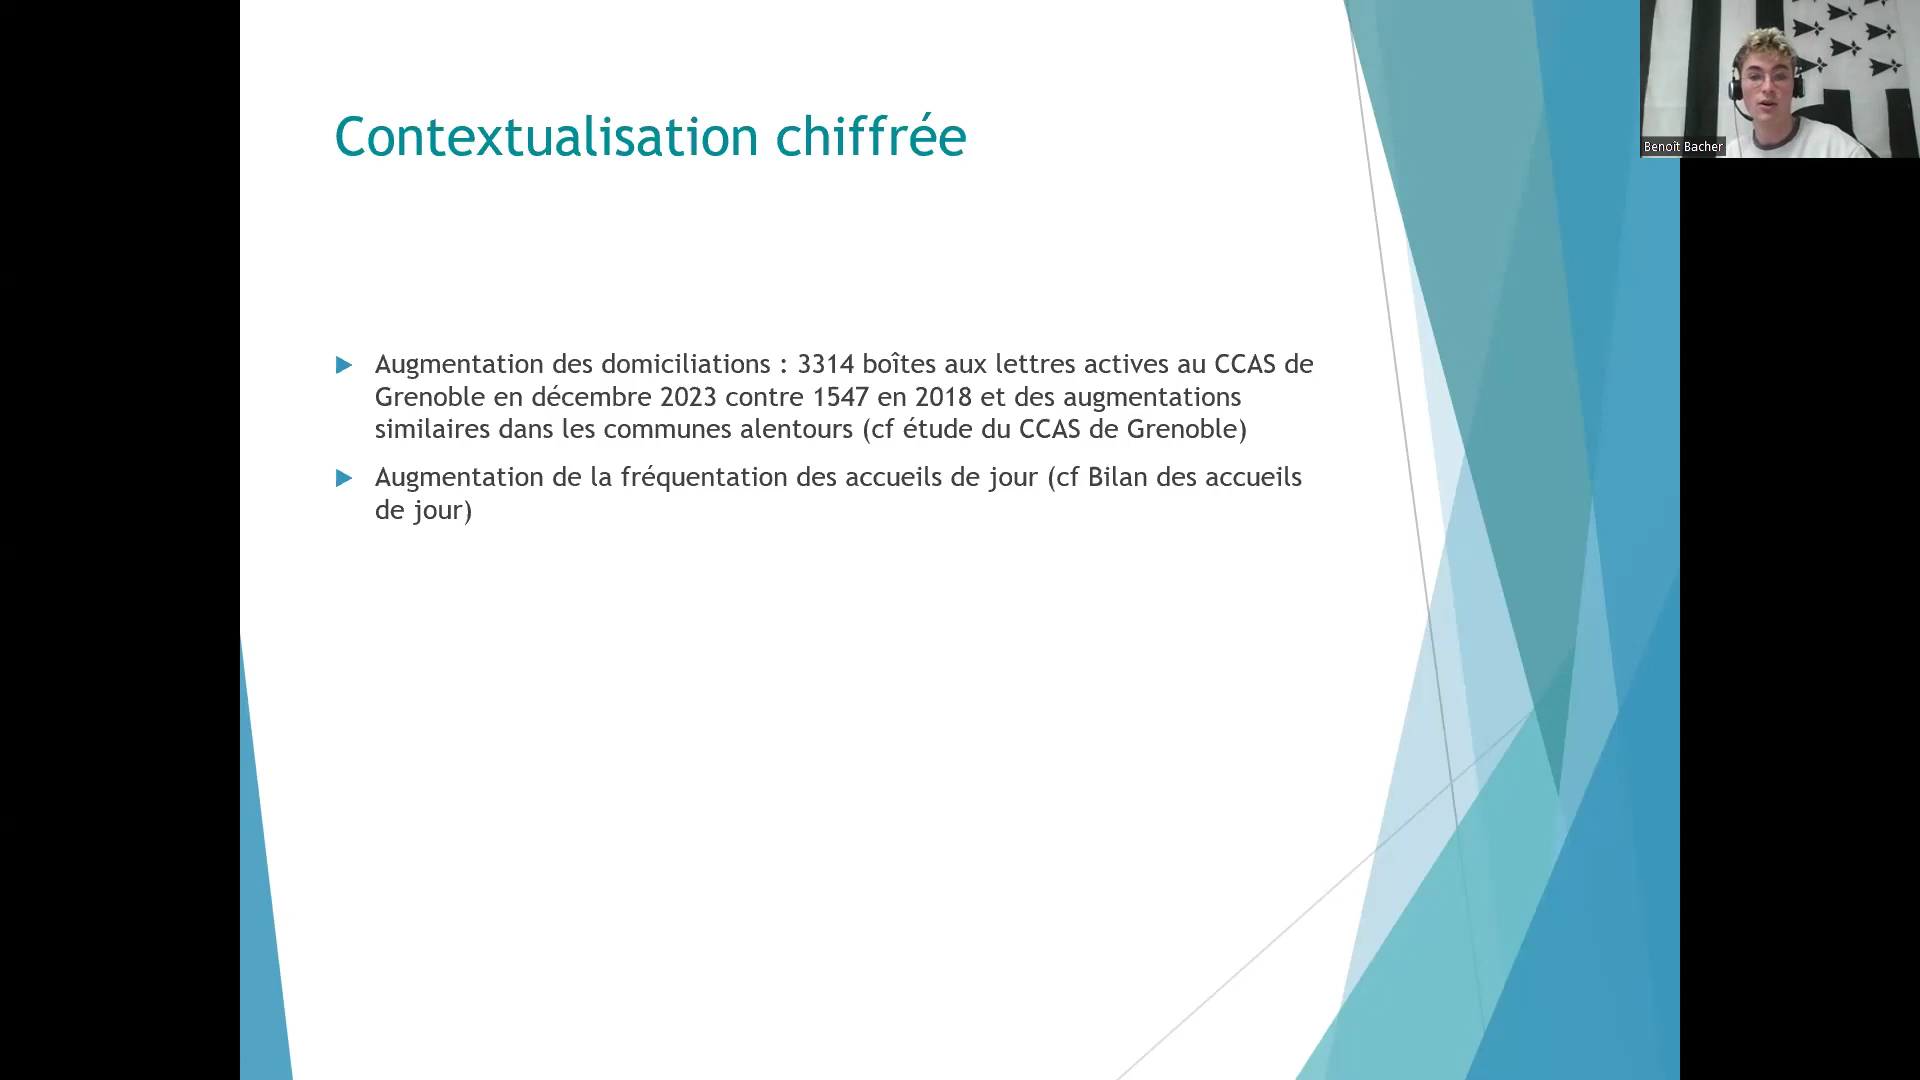 Contextualisation chiffrée
Augmentation des domiciliations : 3314 boîtes aux lettres actives au CCAS de
Grenoble en décembre 2023 contre 1547 en 2018 et des augmentations
similaires dans les communes alentours (cf étude du CCAS de Grenoble)
Augmentation de la fréquentation des accueils de jour (cf Bilan des accueils
de jour)
Benoit Bacher